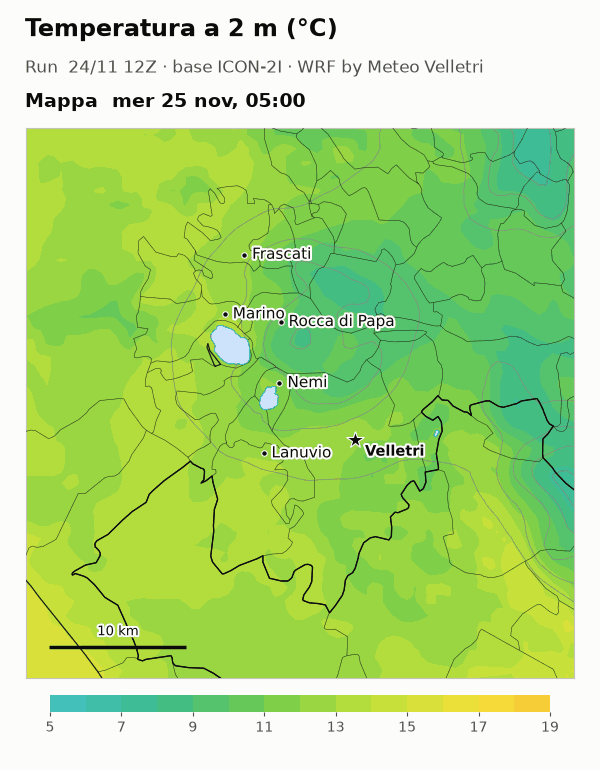 Temperatura a 2 m (°C)
Run  24/11 12Z · base ICON-2I · WRF by Meteo Velletri
Mappa  mer 25 nov, 05:00
Frascati
Marino
Rocca di Papa
Nemi
Velletri
Lanuvio
10 km
5 7 9 11 13 15 17 19